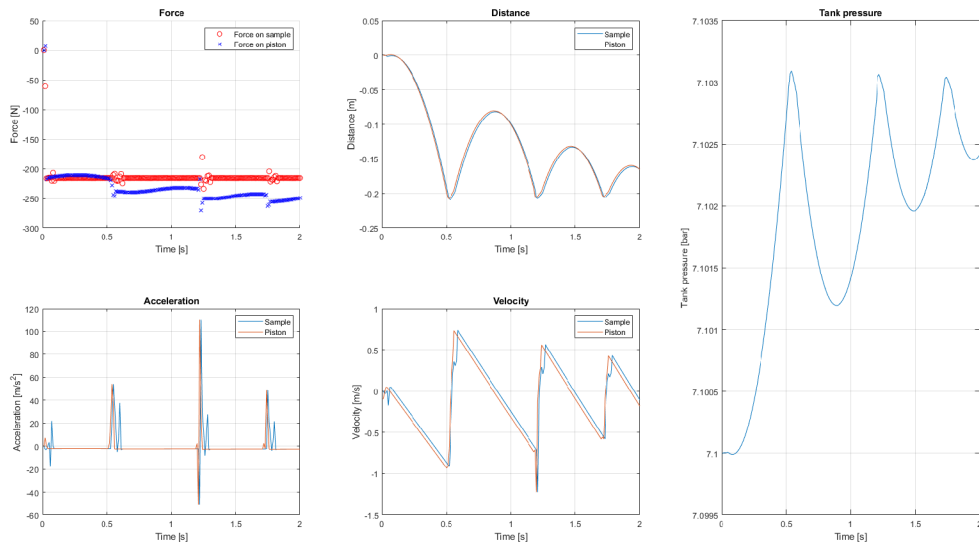 Force
50
0
-50
-100
-150
-200
-250
-300
Force [N]
Force on sample
Force on piston
0
0.5
1
1.5
2
Time [s]
Distance
0.05
0
-0.05
-0.1
-0.15
-0.2
-0.25
Distance [m]
Sample
Piston
0
0.5
1
1.5
2
Time [s]
Tank pressure
7.1035
7.103
7.1025
7.102
7.1015
7.101
7.1005
7.1
7.0995
Tank pressure [bar]
0
0.5
1
1.5
2
Time [s]
Acceleration
120
100
80
60
40
20
0
-20
-40
-60
Acceleration [m/s²]
Sample
Piston
0
0.5
1
1.5
2
Time [s]
Velocity
1
0.5
0
-0.5
-1
-1.5
Velocity [m/s]
Sample
Piston
0
0.5
1
1.5
2
Time [s]